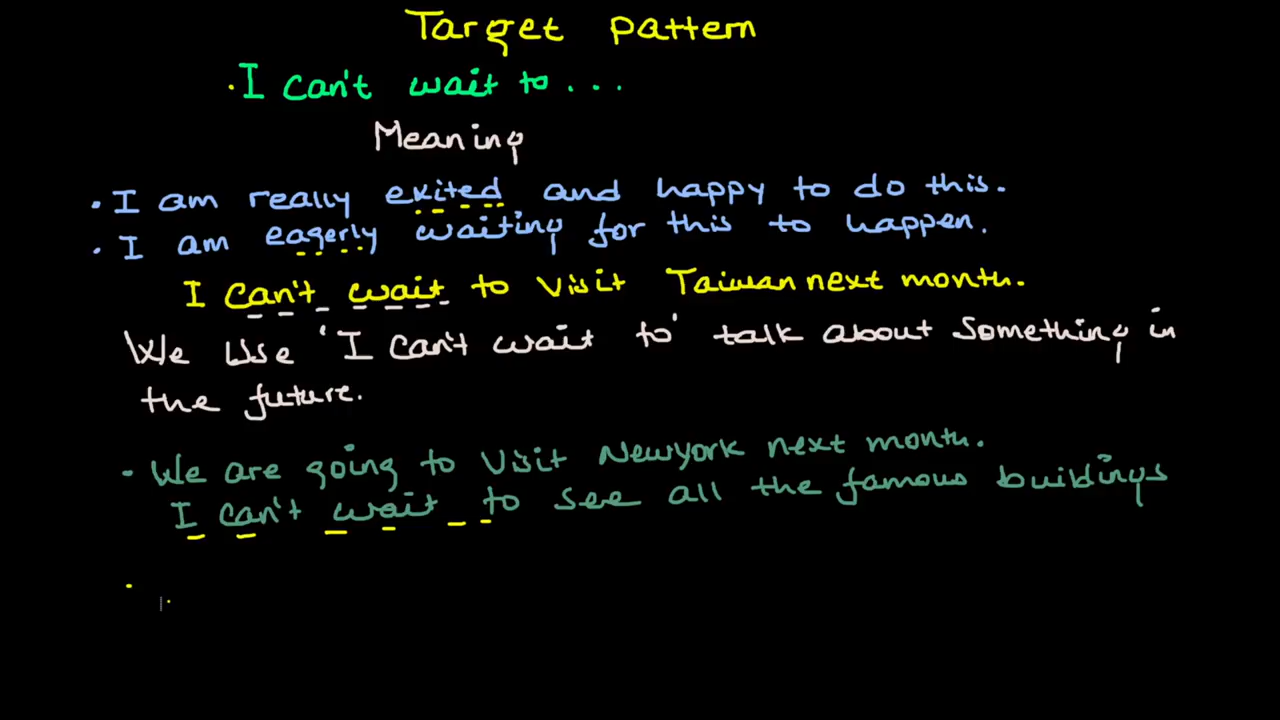 Target pattern
· I can't wait to...
Meaning
· I am really exited and happy to do this.
· I am eagerly waiting for this to happen.
I can't wait to visit Taiwan next month.
We Use 'I can't wait to' talk about something in
the future.
· We are going to visit Newyork next month.
I can't wait to see all the famous buildings
·